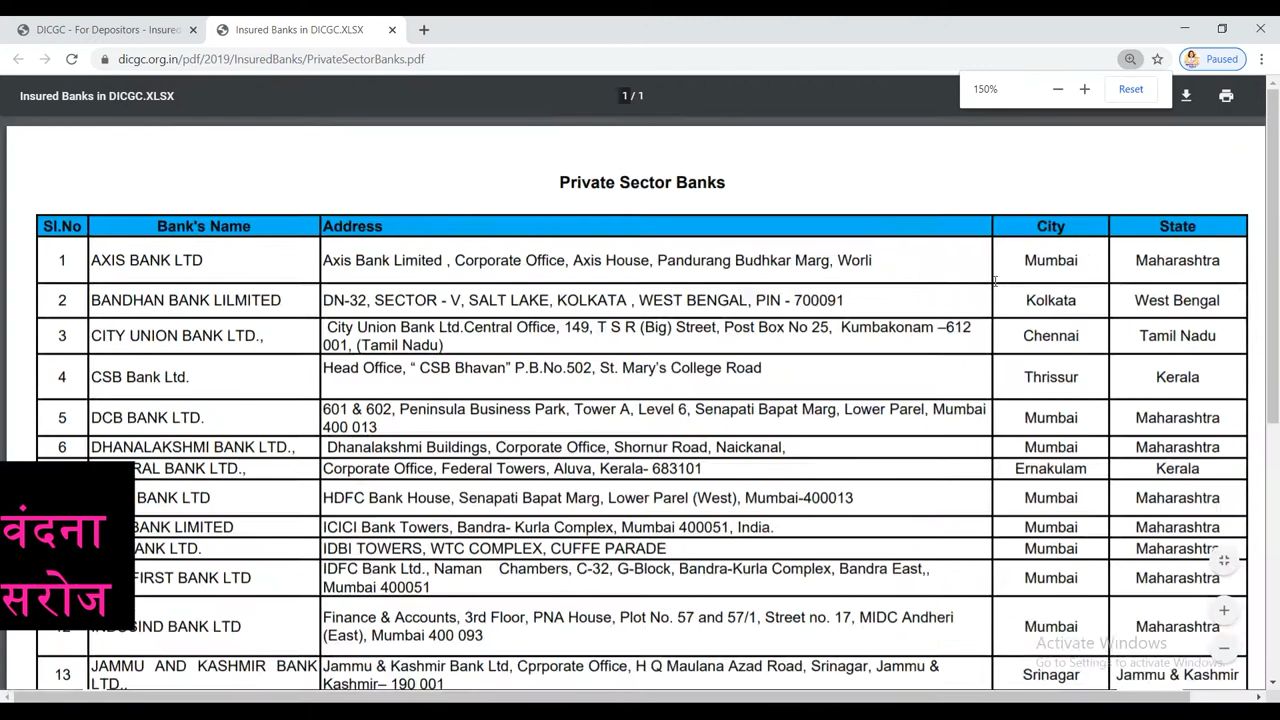 DICGC - For Depositors - Insured
Insured Banks in DICGC.XLSX
dicgc.org.in/pdf/2019/InsuredBanks/PrivateSectorBanks.pdf
Paused
Insured Banks in DICGC.XLSX
1 / 1
150%
Reset
Private Sector Banks
Sl.No Bank's Name Address City State
1 AXIS BANK LTD Axis Bank Limited , Corporate Office, Axis House, Pandurang Budhkar Marg, Worli Mumbai Maharashtra
2 BANDHAN BANK LILMITED DN-32, SECTOR - V, SALT LAKE, KOLKATA , WEST BENGAL, PIN - 700091 Kolkata West Bengal
3 CITY UNION BANK LTD., City Union Bank Ltd.Central Office, 149, T S R (Big) Street, Post Box No 25, Kumbakonam –612
001, (Tamil Nadu) Chennai Tamil Nadu
4 CSB Bank Ltd. Head Office, “ CSB Bhavan” P.B.No.502, St. Mary’s College Road Thrissur Kerala
5 DCB BANK LTD. 601 & 602, Peninsula Business Park, Tower A, Level 6, Senapati Bapat Marg, Lower Parel, Mumbai
400 013 Mumbai Maharashtra
6 DHANALAKSHMI BANK LTD., Dhanalakshmi Buildings, Corporate Office, Shornur Road, Naickanal, Mumbai Maharashtra
RAL BANK LTD., Corporate Office, Federal Towers, Aluva, Kerala- 683101 Ernakulam Kerala
BANK LTD HDFC Bank House, Senapati Bapat Marg, Lower Parel (West), Mumbai-400013 Mumbai Maharashtra
BANK LIMITED ICICI Bank Towers, Bandra- Kurla Complex, Mumbai 400051, India. Mumbai Maharashtra
ANK LTD. IDBI TOWERS, WTC COMPLEX, CUFFE PARADE Mumbai Maharashtra
FIRST BANK LTD IDFC Bank Ltd., Naman Chambers, C-32, G-Block, Bandra-Kurla Complex, Bandra East,,
Mumbai 400051 Mumbai Maharashtra
12 INDUSIND BANK LTD Finance & Accounts, 3rd Floor, PNA House, Plot No. 57 and 57/1, Street no. 17, MIDC Andheri
(East), Mumbai 400 093 Mumbai Maharashtra
13 JAMMU AND KASHMIR BANK LTD., Jammu & Kashmir Bank Ltd, Cprporate Office, H Q Maulana Azad Road, Srinagar, Jammu &
Kashmir– 190 001 Srinagar Jammu & Kashmir
वंदना
सरोज
Activate Windows
Go to Settings to activate Windows.